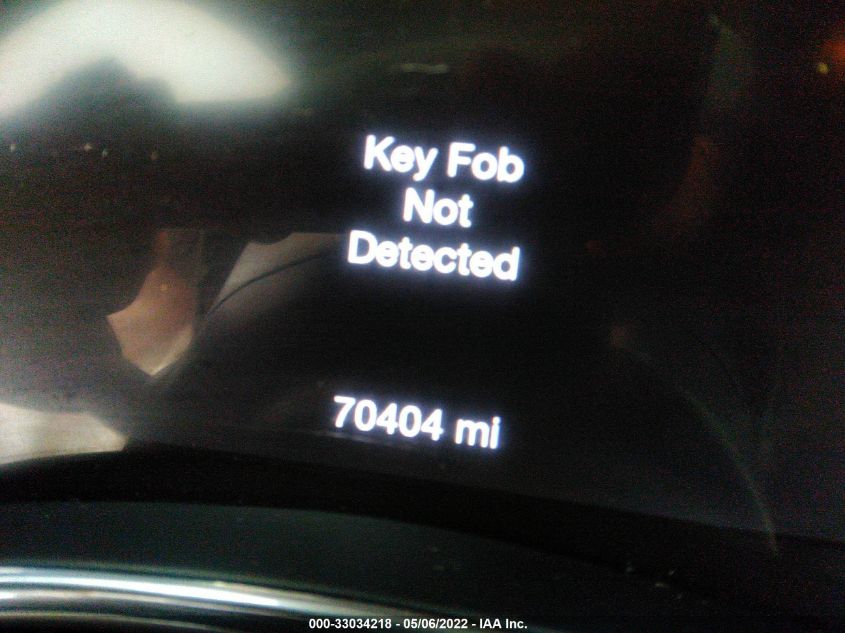 Key Fob
Not
Detected
70404 mi
000-33034218 - 05/06/2022 - IAA Inc.